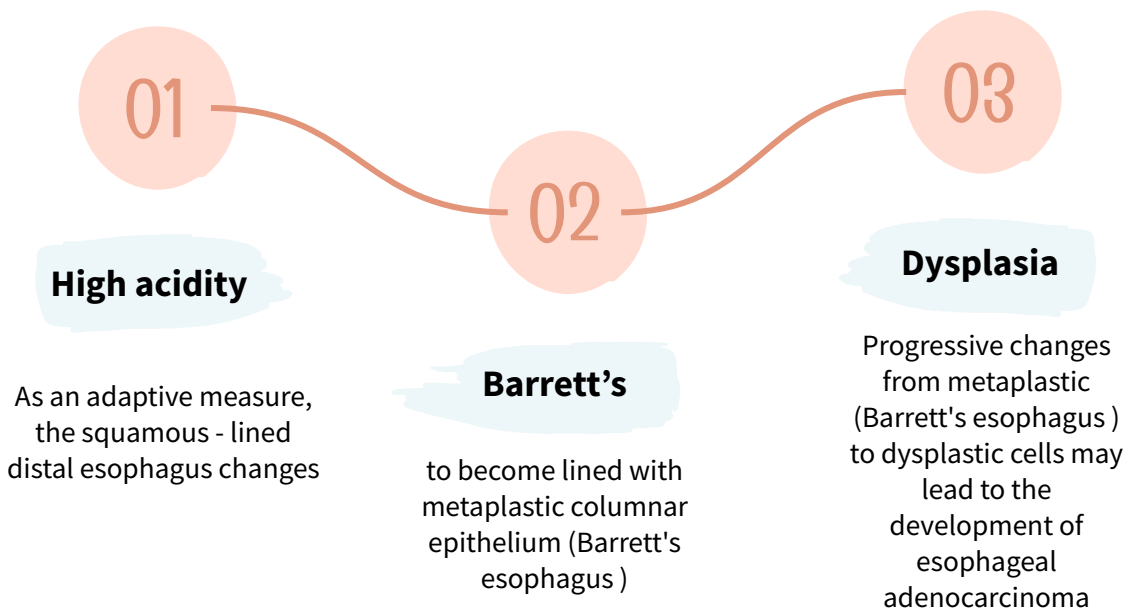 01
High acidity
As an adaptive measure,
the squamous - lined
distal esophagus changes
02
Barrett’s
to become lined with
metaplastic columnar
epithelium (Barrett's
esophagus )
03
Dysplasia
Progressive changes
from metaplastic
(Barrett's esophagus )
to dysplastic cells may
lead to the
development of
esophageal
adenocarcinoma